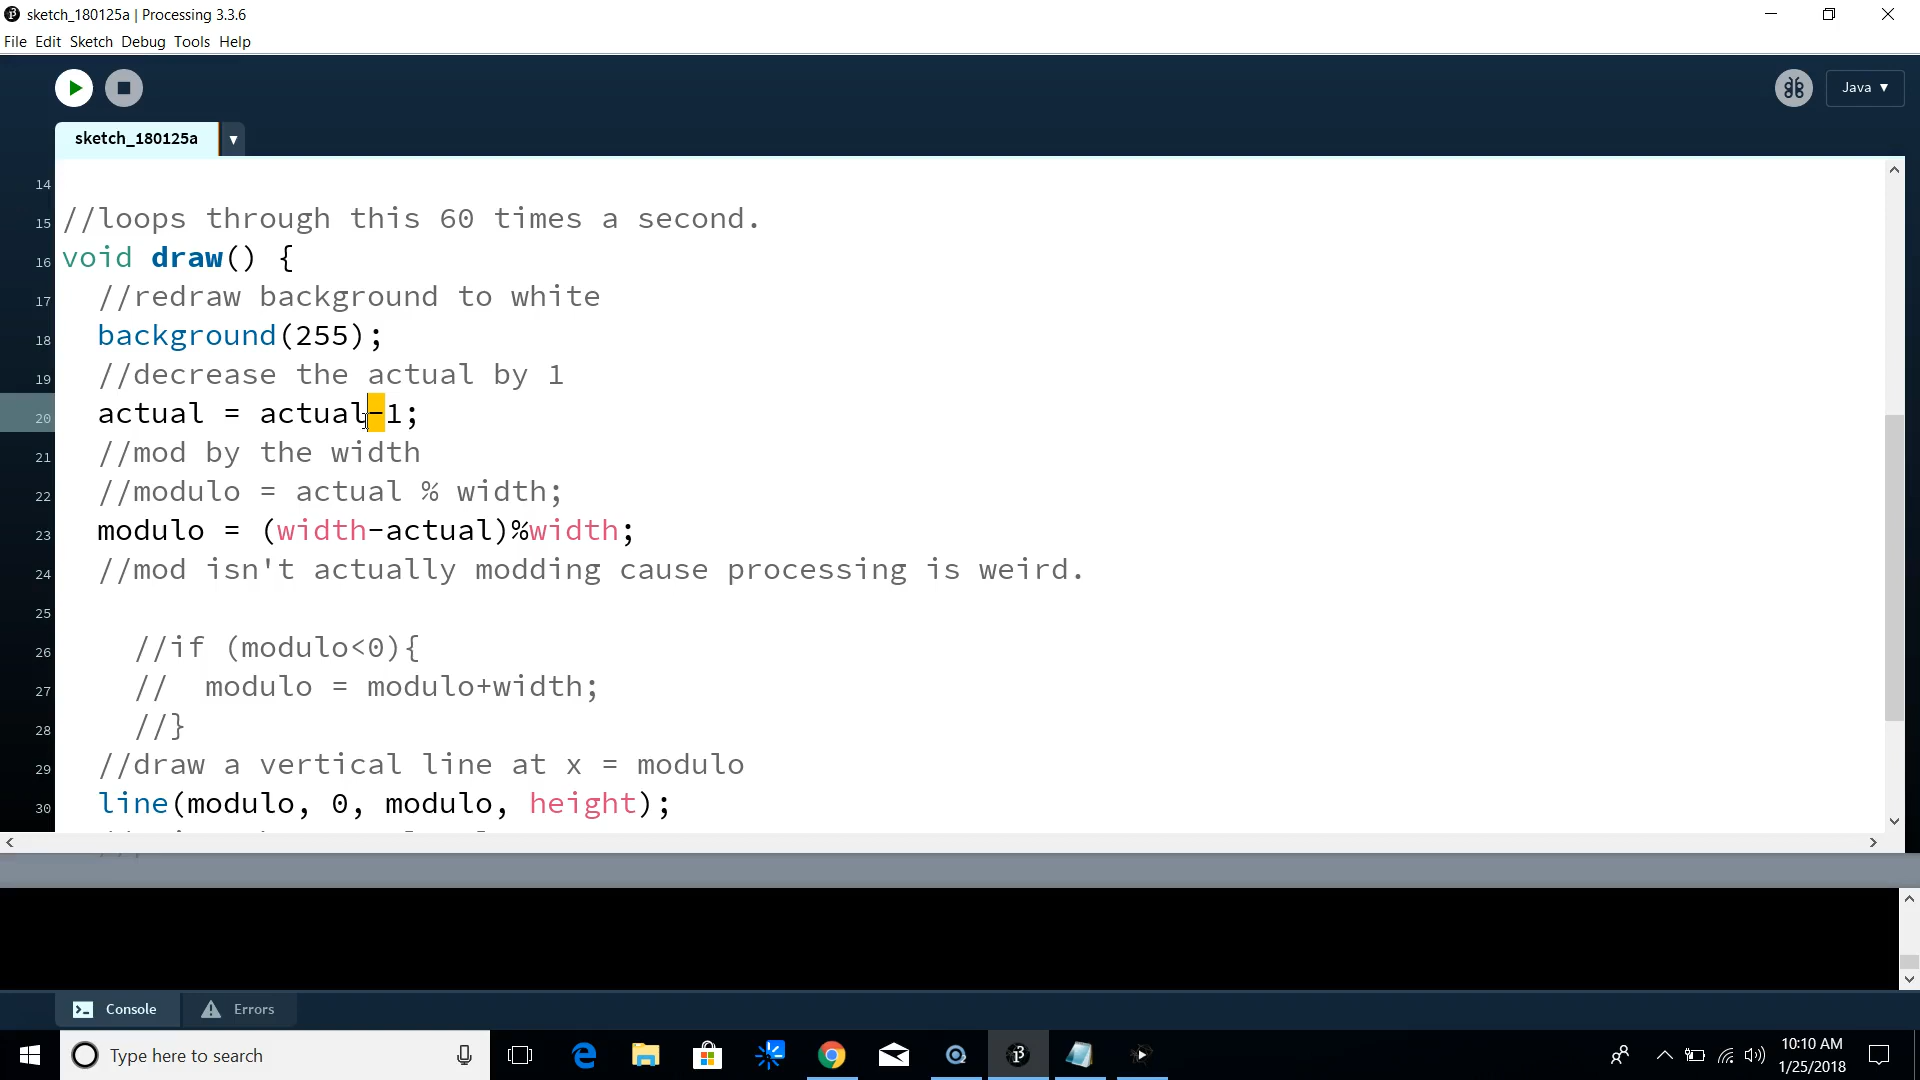 sketch_180125a | Processing 3.3.6
File Edit Sketch Debug Tools Help
Java ▼
sketch_180125a ▼
14
15 //loops through this 60 times a second.
16 void draw() {
17 //redraw background to white
18 background(255);
19 //decrease the actual by 1
20 actual = actual-1;
21 //mod by the width
22 //modulo = actual % width;
23 modulo = (width-actual)%width;
24 //mod isn't actually modding cause processing is weird.
25
26 //if (modulo<0){
27 // modulo = modulo+width;
28 //}
29 //draw a vertical line at x = modulo
30 line(modulo, 0, modulo, height);
Console
Errors
Type here to search
10:10 AM
1/25/2018